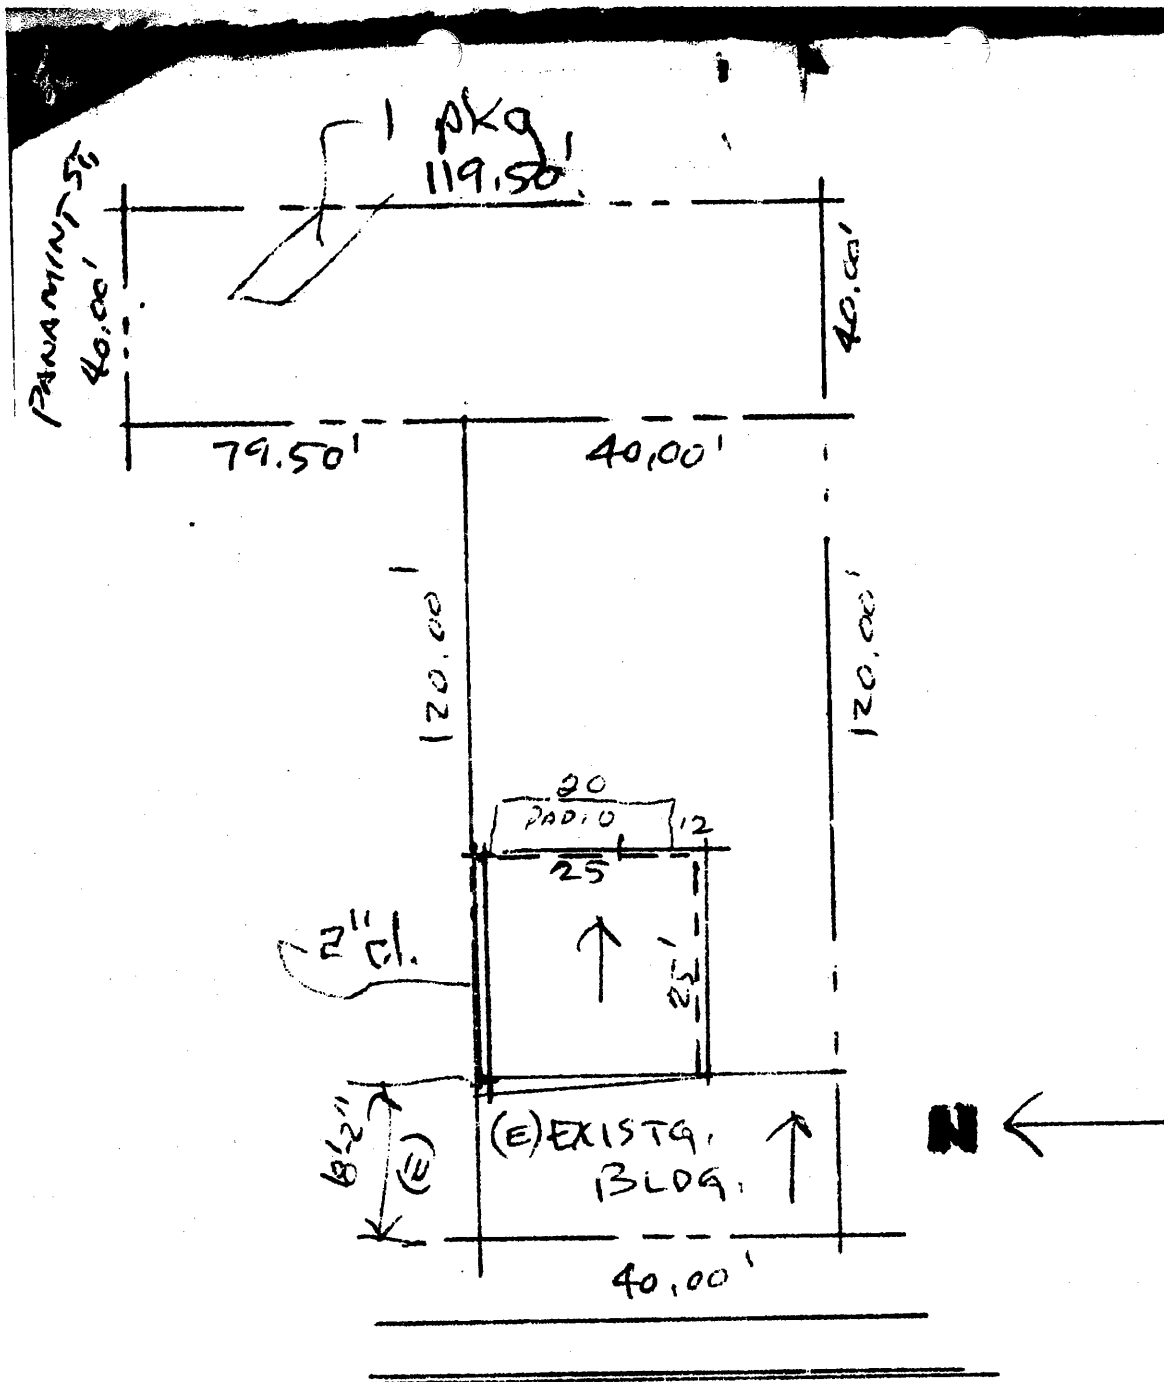 1 pkg
119.50'
PANAMINT ST
40.00'
40.00'
79.50'
40.00'
120.00'
120.00'
20
PADIO
12
25
25'
2" cl.
(E) EXISTG.
BLDG.
(E)
N
40.00'